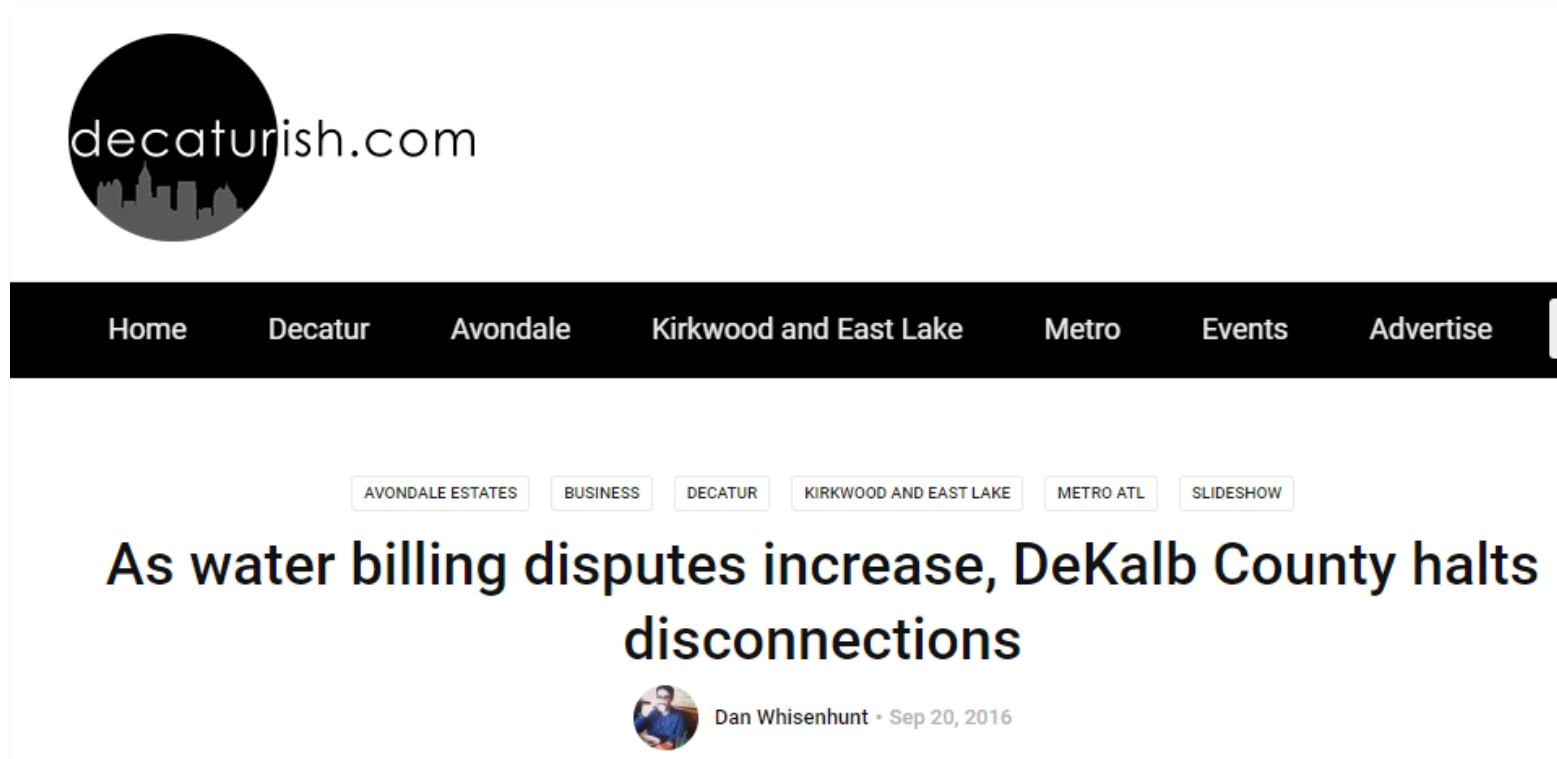 decaturish.com
Home Decatur Avondale Kirkwood and East Lake Metro Events Advertise
AVONDALE ESTATES BUSINESS DECATUR KIRKWOOD AND EAST LAKE METRO ATL SLIDESHOW
As water billing disputes increase, DeKalb County halts
disconnections
Dan Whisenhunt • Sep 20, 2016